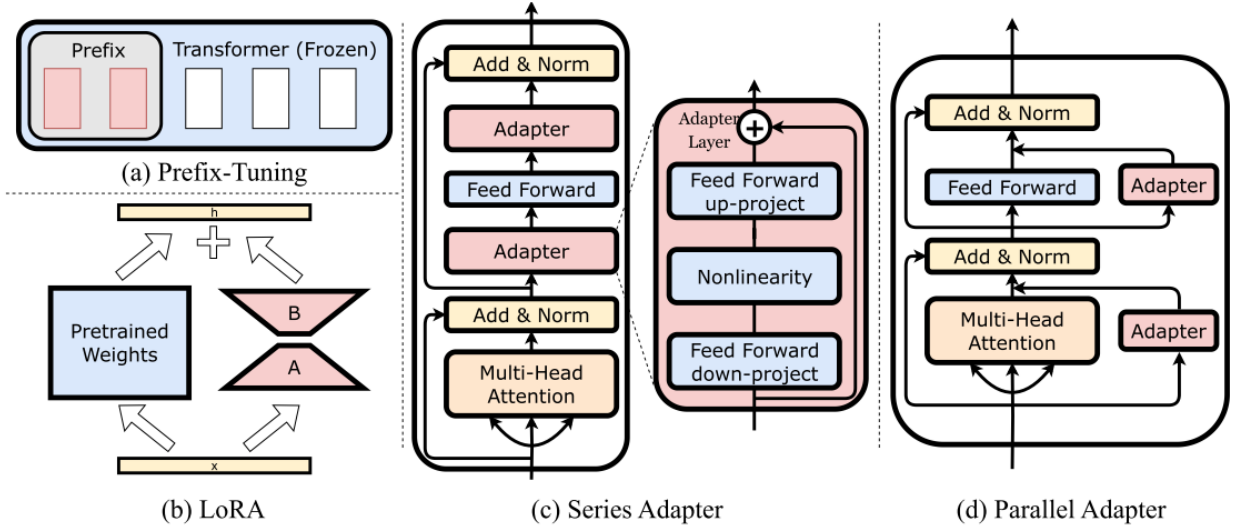 Prefix
Transformer (Frozen)
(a) Prefix-Tuning
h
Pretrained
Weights
B
A
x
(b) LoRA
Add & Norm
Adapter
Feed Forward
Adapter
Add & Norm
Multi-Head
Attention
Adapter
Layer
+
Feed Forward
up-project
Nonlinearity
Feed Forward
down-project
(c) Series Adapter
Add & Norm
Feed Forward
Adapter
Add & Norm
Multi-Head
Attention
Adapter
(d) Parallel Adapter